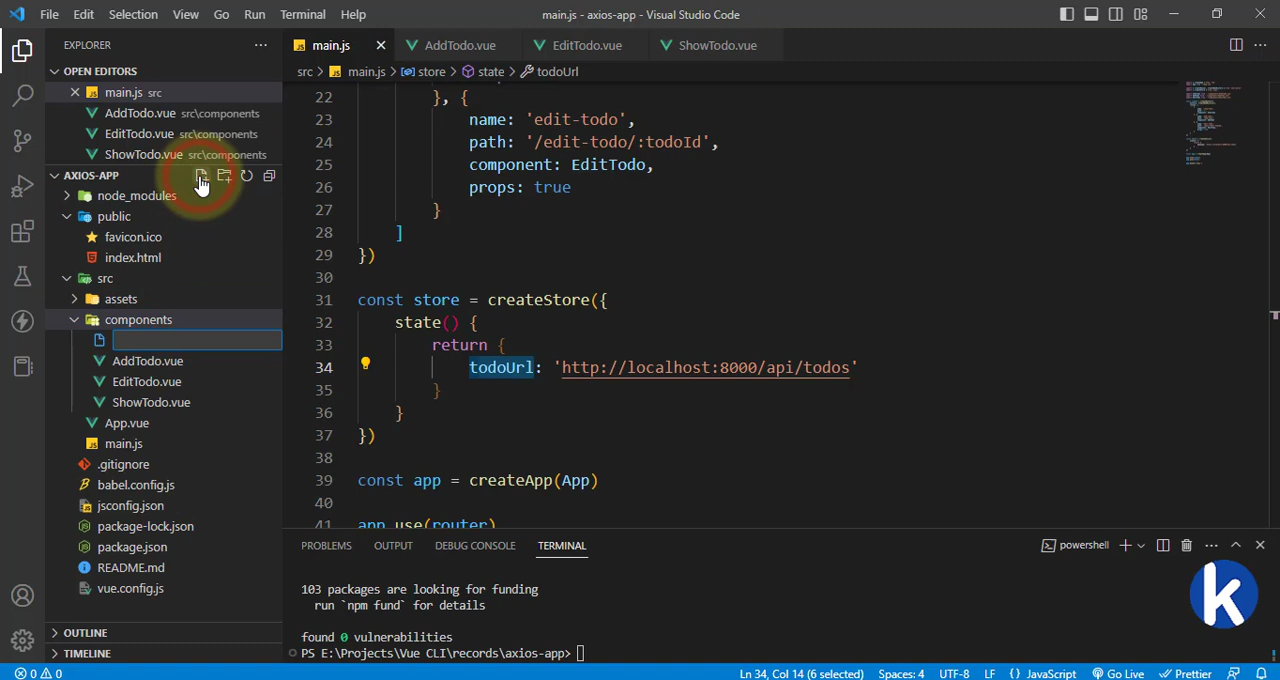 File Edit Selection View Go Run Terminal Help
main.js - axios-app - Visual Studio Code
EXPLORER
OPEN EDITORS
main.js src
AddTodo.vue src\components
EditTodo.vue src\components
ShowTodo.vue src\components
AXIOS-APP
node_modules
public
favicon.ico
index.html
src
assets
components
AddTodo.vue
EditTodo.vue
ShowTodo.vue
App.vue
main.js
.gitignore
babel.config.js
jsconfig.json
package-lock.json
package.json
README.md
vue.config.js
OUTLINE
TIMELINE
main.js AddTodo.vue EditTodo.vue ShowTodo.vue
src > main.js > store > state > todoUrl
22 }, {
23 name: 'edit-todo',
24 path: '/edit-todo/:todoId',
25 component: EditTodo,
26 props: true
27 }
28 ]
29 })
30
31 const store = createStore({
32 state() {
33 return {
34 todoUrl: 'http://localhost:8000/api/todos'
35 }
36 }
37 })
38
39 const app = createApp(App)
40
41 app.use(router)
PROBLEMS OUTPUT DEBUG CONSOLE TERMINAL
powershell
103 packages are looking for funding
run `npm fund` for details
found 0 vulnerabilities
PS E:\Projects\Vue CLI\records\axios-app>
k
0 0 Ln 34, Col 14 (6 selected) Spaces: 4 UTF-8 LF {} JavaScript Go Live Prettier